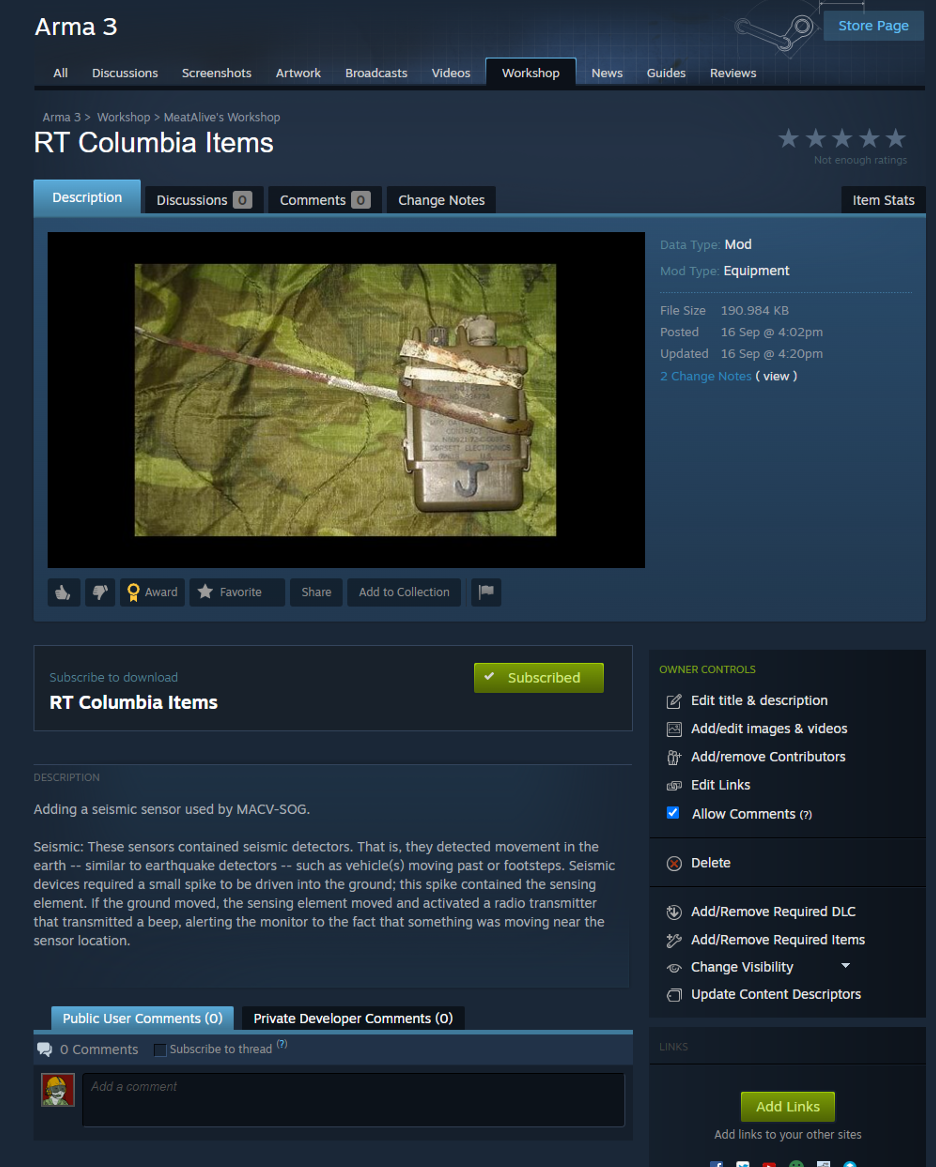 Arma 3
Store Page
All Discussions Screenshots Artwork Broadcasts Videos Workshop News Guides Reviews
Arma 3 > Workshop > MeatAlive's Workshop
RT Columbia Items
Not enough ratings
Description Discussions 0 Comments 0 Change Notes Item Stats
Data Type: Mod
Mod Type: Equipment
File Size 190.984 KB
Posted 16 Sep @ 4:02pm
Updated 16 Sep @ 4:20pm
2 Change Notes ( view )
DORSETT ELECTRONICS
J
Award Favorite Share Add to Collection
Subscribe to download
RT Columbia Items
Subscribed
DESCRIPTION
Adding a seismic sensor used by MACV-SOG.
Seismic: These sensors contained seismic detectors. That is, they detected movement in the
earth -- similar to earthquake detectors -- such as vehicle(s) moving past or footsteps. Seismic
devices required a small spike to be driven into the ground; this spike contained the sensing
element. If the ground moved, the sensing element moved and activated a radio transmitter
that transmitted a beep, alerting the monitor to the fact that something was moving near the
sensor location.
Public User Comments (0) Private Developer Comments (0)
0 Comments Subscribe to thread (?)
Add a comment
OWNER CONTROLS
Edit title & description
Add/edit images & videos
Add/remove Contributors
Edit Links
Allow Comments (?)
Delete
Add/Remove Required DLC
Add/Remove Required Items
Change Visibility
Update Content Descriptors
LINKS
Add Links
Add links to your other sites